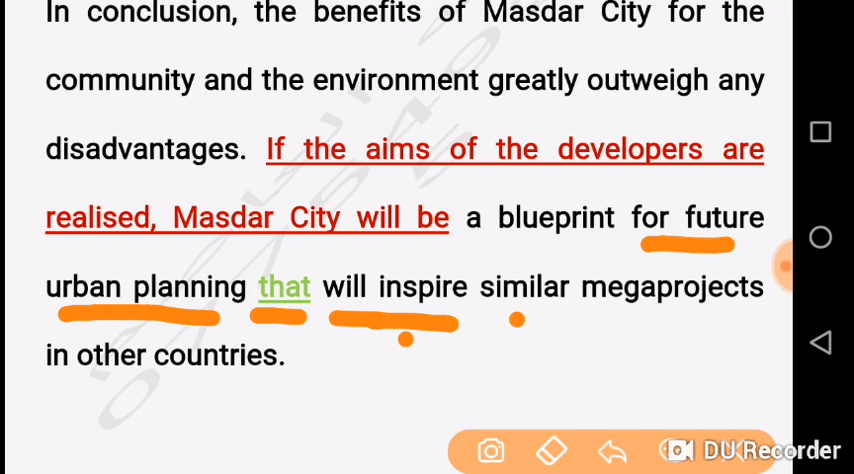 In conclusion, the benefits of Masdar City for the
community and the environment greatly outweigh any
disadvantages. If the aims of the developers are
realised, Masdar City will be a blueprint for future
urban planning that will inspire similar megaprojects
in other countries.
DU Recorder